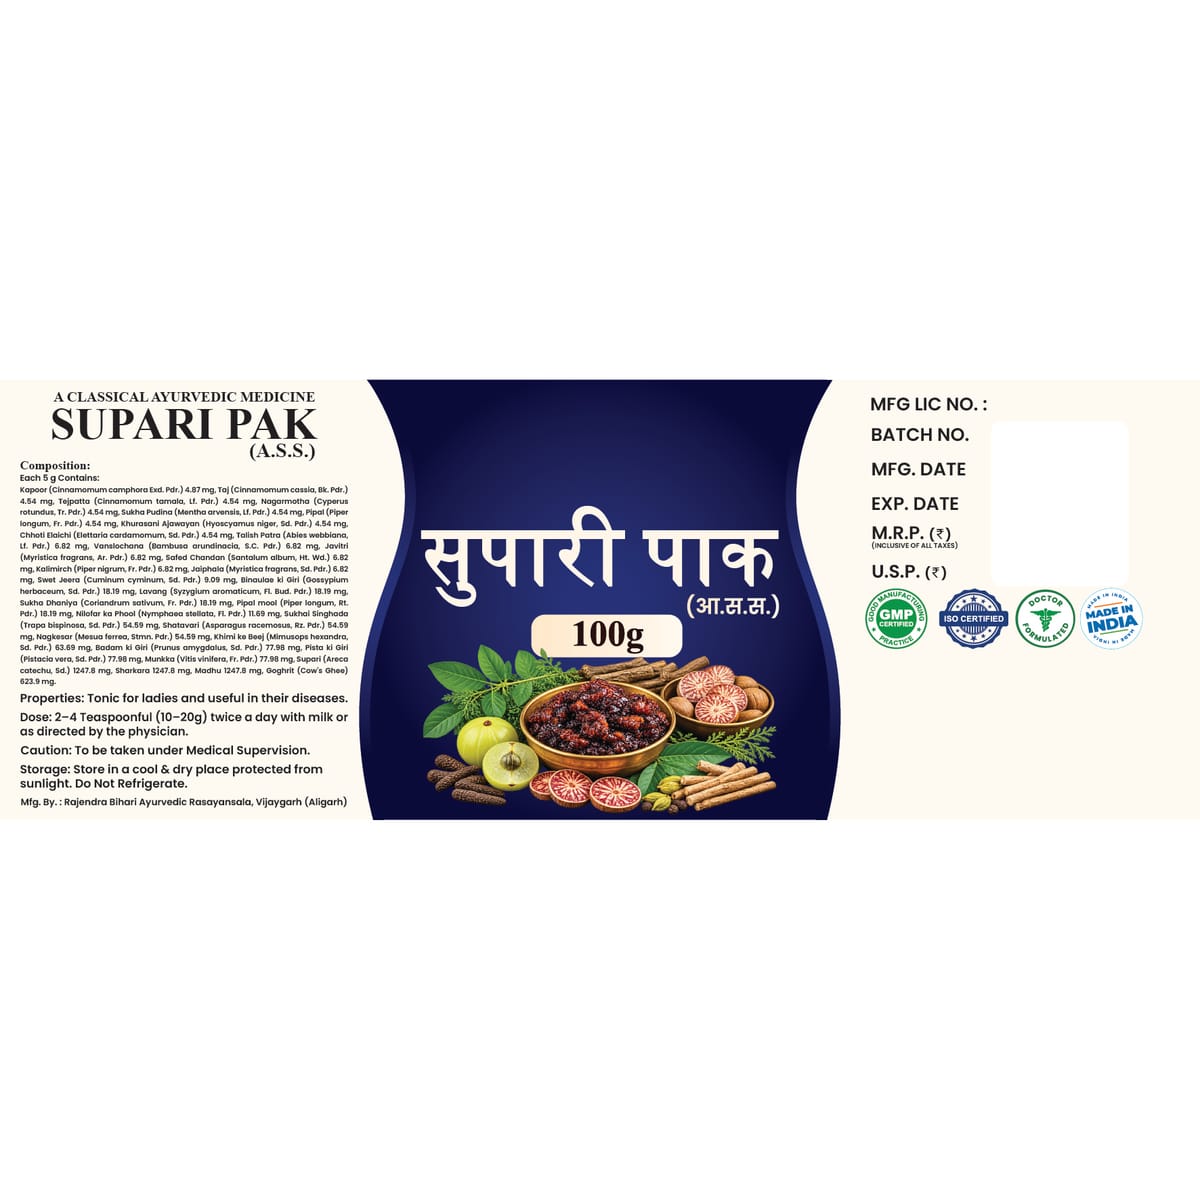 A CLASSICAL AYURVEDIC MEDICINE
SUPARI PAK
(A.S.S.)
Composition:
Each 5 g Contains:
Kapoor (Cinnamomum camphora Exd. Pdr.) 4.87 mg, Taj (Cinnamomum cassia, Bk. Pdr.)
4.54 mg, Tejpatta (Cinnamomum tamala, Lf. Pdr.) 4.54 mg, Nagarmotha (Cyperus
rotundus, Tr. Pdr.) 4.54 mg, Sukha Pudina (Mentha arvensis, Lf. Pdr.) 4.54 mg, Pipal (Piper
longum, Fr. Pdr.) 4.54 mg, Khurasani Ajawayan (Hyoscyamus niger, Sd. Pdr.) 4.54 mg,
Chhoti Elaichi (Elettaria cardamomum, Sd. Pdr.) 4.54 mg, Talish Patra (Abies webbiana,
Lf. Pdr.) 6.82 mg, Vanslochana (Bambusa arundinacia, S.C. Pdr.) 6.82 mg, Javitri
(Myristica fragrans, Ar. Pdr.) 6.82 mg, Safed Chandan (Santalum album, Ht. Wd.) 6.82
mg, Kalimirch (Piper nigrum, Fr. Pdr.) 6.82 mg, Jaiphala (Myristica fragrans, Sd. Pdr.) 6.82
mg, Swet Jeera (Cuminum cyminum, Sd. Pdr.) 9.09 mg, Binaulae ki Giri (Gossypium
herbaceum, Sd. Pdr.) 18.19 mg, Lavang (Syzygium aromaticum, Fl. Bud. Pdr.) 18.19 mg,
Sukha Dhaniya (Coriandrum sativum, Fr. Pdr.) 18.19 mg, Pipal mool (Piper longum, Rt.
Pdr.) 18.19 mg, Nilofar ka Phool (Nymphaea stellata, Fl. Pdr.) 11.69 mg, Sukhai Singhada
(Trapa bispinosa, Sd. Pdr.) 54.59 mg, Shatavari (Asparagus racemosus, Rz. Pdr.) 54.59
mg, Nagkesar (Mesua ferrea, Stmn. Pdr.) 54.59 mg, Khirni ke Beej (Mimusops hexandra,
Sd. Pdr.) 63.69 mg, Badam ki Giri (Prunus amygdalus, Sd. Pdr.) 77.98 mg, Pista ki Giri
(Pistacia vera, Sd. Pdr.) 77.98 mg, Munkka (Vitis vinifera, Fr. Pdr.) 77.98 mg, Supari (Areca
catechu, Sd.) 1247.8 mg, Sharkara 1247.8 mg, Madhu 1247.8 mg, Goghrit (Cow's Ghee)
623.9 mg.
Properties: Tonic for ladies and useful in their diseases.
Dose: 2–4 Teaspoonful (10–20g) twice a day with milk or
as directed by the physician.
Caution: To be taken under Medical Supervision.
Storage: Store in a cool & dry place protected from
sunlight. Do Not Refrigerate.
Mfg. By. : Rajendra Bihari Ayurvedic Rasayansala, Vijaygarh (Aligarh)
सुपारी पाक
(आ.स.स.)
100g
MFG LIC NO. :
BATCH NO.
MFG. DATE
EXP. DATE
M.R.P. (₹)
(INCLUSIVE OF ALL TAXES)
U.S.P. (₹)
GOOD MANUFACTURING
GMP
CERTIFIED
PRACTICE
ISO CERTIFIED
DOCTOR
FORMULATED
MADE IN INDIA
MADE IN
INDIA
MADE IN INDIA